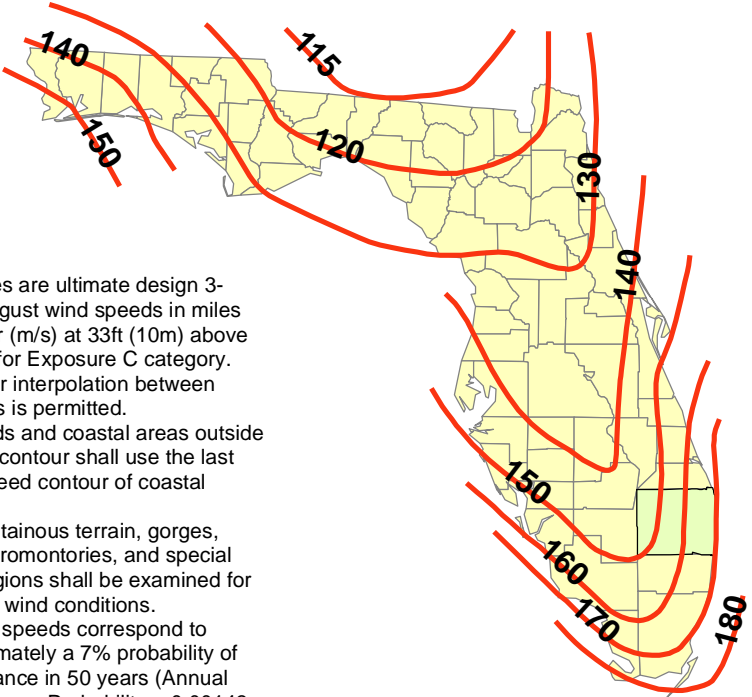 115
140
150
120
130
140
es are ultimate design 3-
gust wind speeds in miles
r (m/s) at 33ft (10m) above
for Exposure C category.
r interpolation between
s is permitted.
ds and coastal areas outside
contour shall use the last
eed contour of coastal
tainous terrain, gorges,
romontories, and special
gions shall be examined for
wind conditions.
speeds correspond to
imately a 7% probability of
ance in 50 years (Annual
150
160
170
180